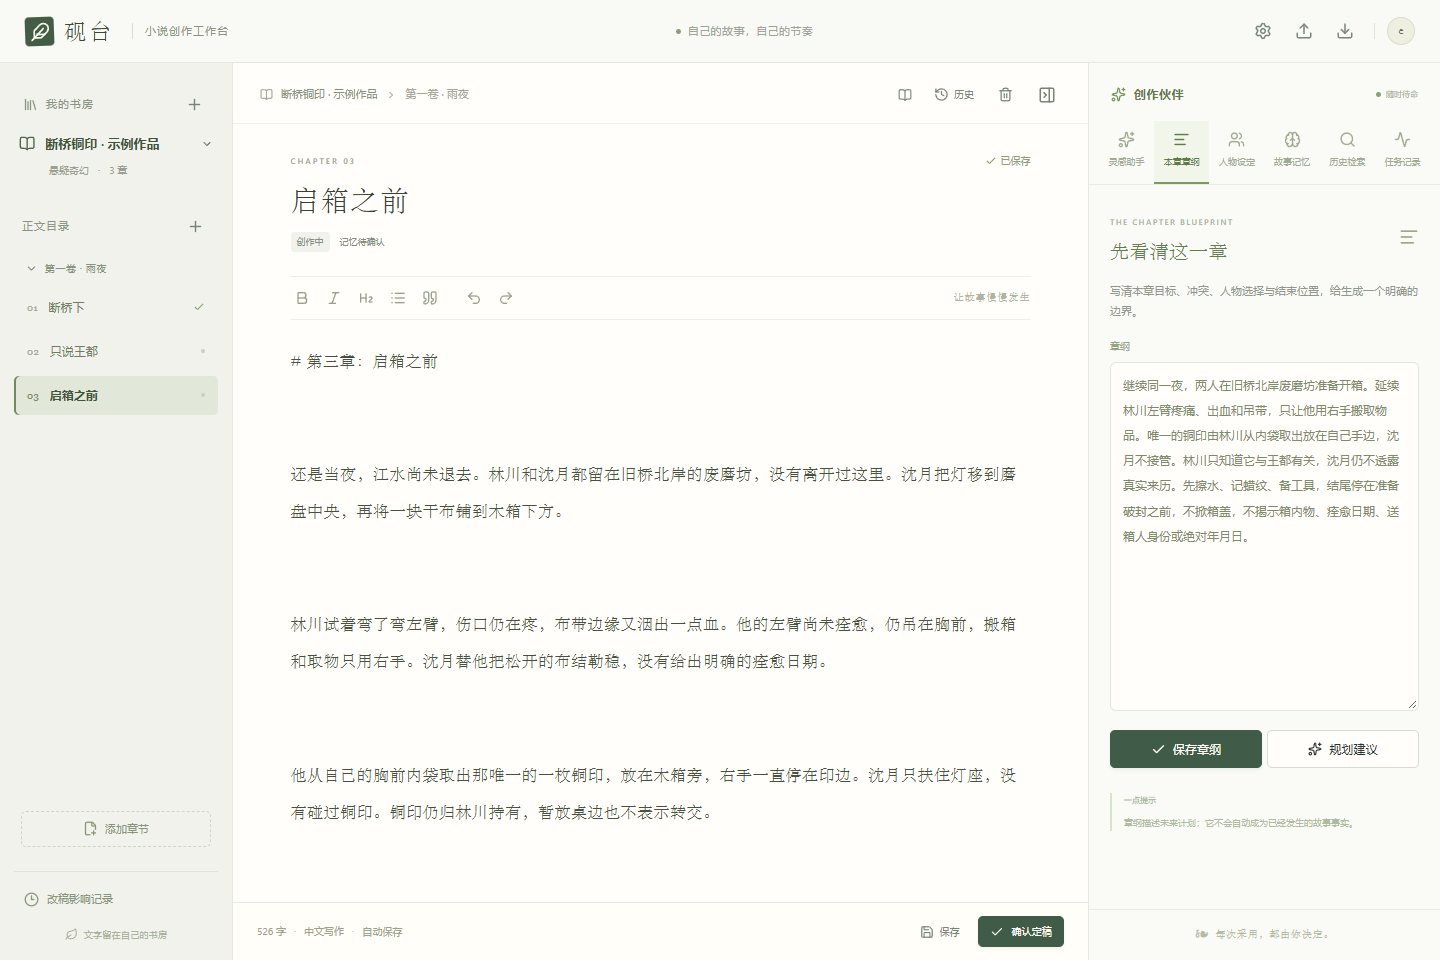 砚台
小说创作工作台
自己的故事，自己的节奏
e
我的书房
断桥铜印 · 示例作品
悬疑奇幻 · 3 章
正文目录
第一卷 · 雨夜
01 断桥下
02 只说王都
03 启箱之前
添加章节
改稿影响记录
文字留在自己的书房
断桥铜印 · 示例作品 > 第一卷 · 雨夜
历史
CHAPTER 03
已保存
启箱之前
创作中 记忆待确认
B I H2
让故事慢慢发生
# 第三章：启箱之前
还是当夜，江水尚未退去。林川和沈月都留在旧桥北岸的废磨坊，没有离开过这里。沈月把灯移到磨
盘中央，再将一块干布铺到木箱下方。
林川试着弯了弯左臂，伤口仍在疼，布带边缘又洇出一点血。他的左臂尚未痊愈，仍吊在胸前，搬箱
和取物只用右手。沈月替他把松开的布结勒稳，没有给出明确的痊愈日期。
他从自己的胸前内袋取出那唯一的一枚铜印，放在木箱旁，右手一直停在印边。沈月只扶住灯座，没
有碰过铜印。铜印仍归林川持有，暂放桌边也不表示转交。
526 字 · 中文写作 · 自动保存
保存
确认定稿
创作伙伴
随时待命
灵感助手
本章章纲
人物设定
故事记忆
历史检索
任务记录
THE CHAPTER BLUEPRINT
先看清这一章
写清本章目标、冲突、人物选择与结束位置，给生成一个明确的
边界。
章纲
继续同一夜，两人在旧桥北岸废磨坊准备开箱。延续
林川左臂疼痛、出血和吊带，只让他用右手搬取物
品。唯一的铜印由林川从内袋取出放在自己手边，沈
月不接管。林川只知道它与王都有关，沈月仍不透露
真实来历。先擦水、记蜡纹、备工具，结尾停在准备
破封之前，不掀箱盖，不揭示箱内物、痊愈日期、送
箱人身份或绝对年月日。
保存章纲
规划建议
一点提示
章纲描述未来计划；它不会自动成为已经发生的故事事实。
每次采用，都由你决定。